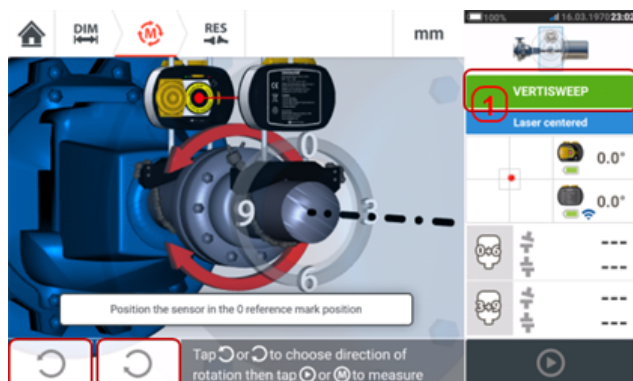 DIM
M
RES
mm
100%
16.03.1970 23:02
VERTISWEEP
1
Laser centered
0.0°
0.0°
0
9
3
6
0+6
---
---
3+9
---
---
Position the sensor in the 0 reference mark position
Tap or to choose direction of
rotation then tap or M to measure